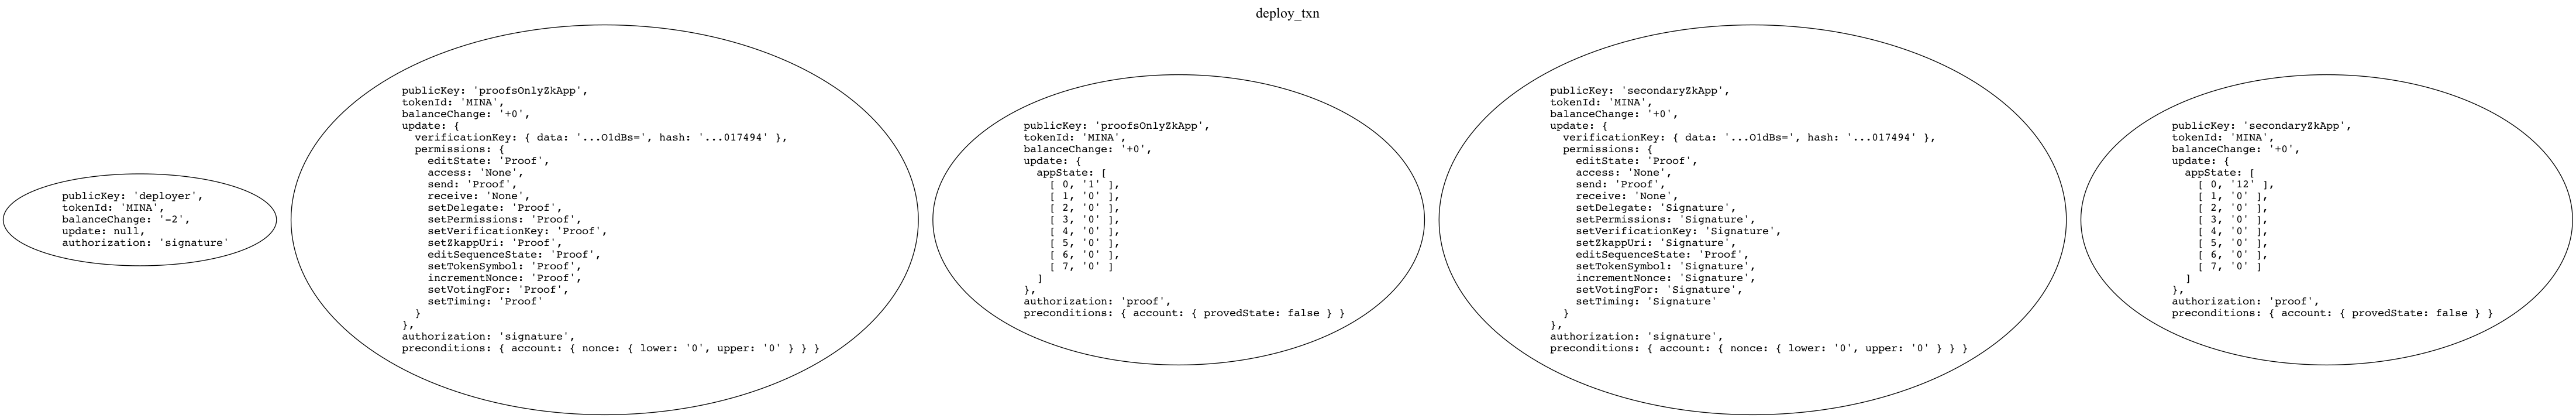 deploy_txn
publicKey: 'deployer',
tokenId: 'MINA',
balanceChange: '-2',
update: null,
authorization: 'signature'
publicKey: 'proofsOnlyZkApp',
tokenId: 'MINA',
balanceChange: '+0',
update: {
  verificationKey: { data: '...O1dBs=', hash: '...017494' },
  permissions: {
    editState: 'Proof',
    access: 'None',
    send: 'Proof',
    receive: 'None',
    setDelegate: 'Proof',
    setPermissions: 'Proof',
    setVerificationKey: 'Proof',
    setZkappUri: 'Proof',
    editSequenceState: 'Proof',
    setTokenSymbol: 'Proof',
    incrementNonce: 'Proof',
    setVotingFor: 'Proof',
    setTiming: 'Proof'
  }
},
authorization: 'signature',
preconditions: { account: { nonce: { lower: '0', upper: '0' } } }
publicKey: 'proofsOnlyZkApp',
tokenId: 'MINA',
balanceChange: '+0',
update: {
  appState: [
    [ 0, '1' ],
    [ 1, '0' ],
    [ 2, '0' ],
    [ 3, '0' ],
    [ 4, '0' ],
    [ 5, '0' ],
    [ 6, '0' ],
    [ 7, '0' ]
  ]
},
authorization: 'proof',
preconditions: { account: { provedState: false } }
publicKey: 'secondaryZkApp',
tokenId: 'MINA',
balanceChange: '+0',
update: {
  verificationKey: { data: '...O1dBs=', hash: '...017494' },
  permissions: {
    editState: 'Proof',
    access: 'None',
    send: 'Proof',
    receive: 'None',
    setDelegate: 'Signature',
    setPermissions: 'Signature',
    setVerificationKey: 'Signature',
    setZkappUri: 'Signature',
    editSequenceState: 'Proof',
    setTokenSymbol: 'Signature',
    incrementNonce: 'Signature',
    setVotingFor: 'Signature',
    setTiming: 'Signature'
  }
},
authorization: 'signature',
preconditions: { account: { nonce: { lower: '0', upper: '0' } } }
publicKey: 'secondaryZkApp',
tokenId: 'MINA',
balanceChange: '+0',
update: {
  appState: [
    [ 0, '12' ],
    [ 1, '0' ],
    [ 2, '0' ],
    [ 3, '0' ],
    [ 4, '0' ],
    [ 5, '0' ],
    [ 6, '0' ],
    [ 7, '0' ]
  ]
},
authorization: 'proof',
preconditions: { account: { provedState: false } }